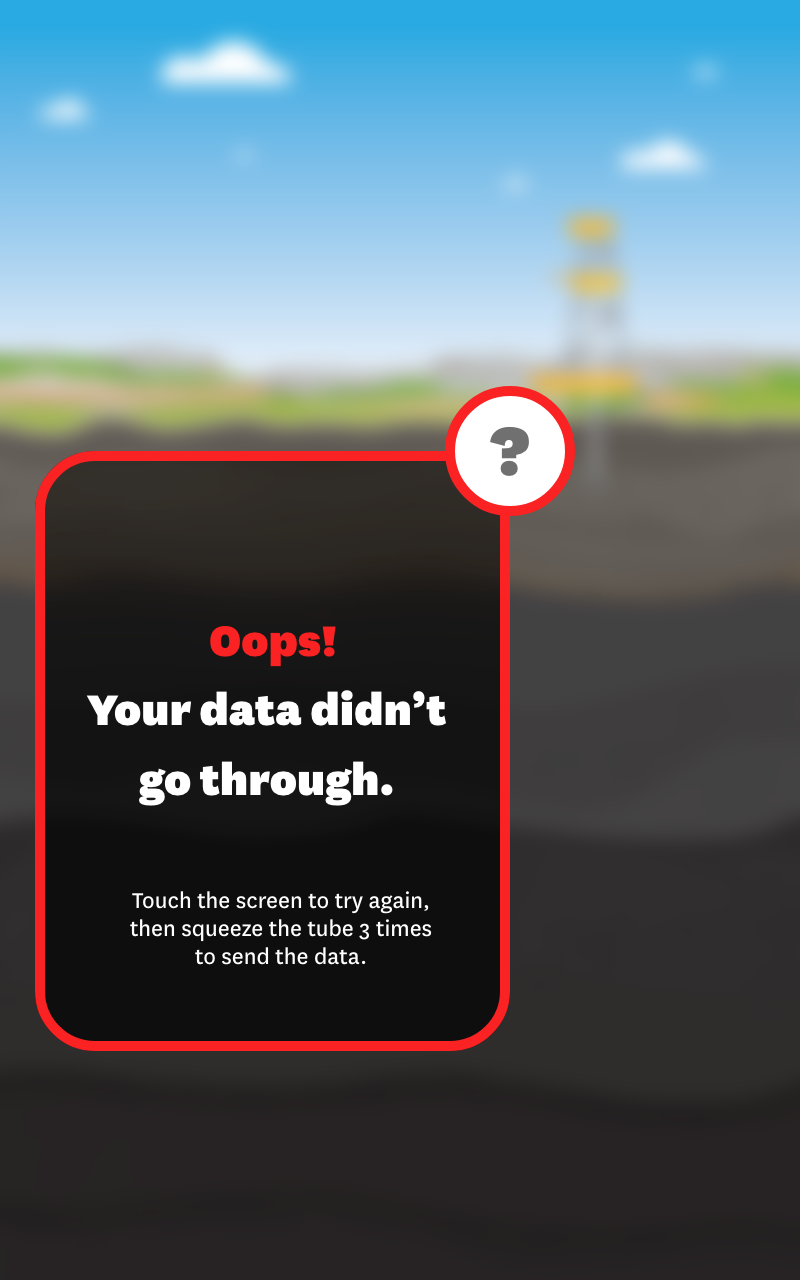 ?
Oops!
Your data didn’t
go through.
Touch the screen to try again,
then squeeze the tube 3 times
to send the data.